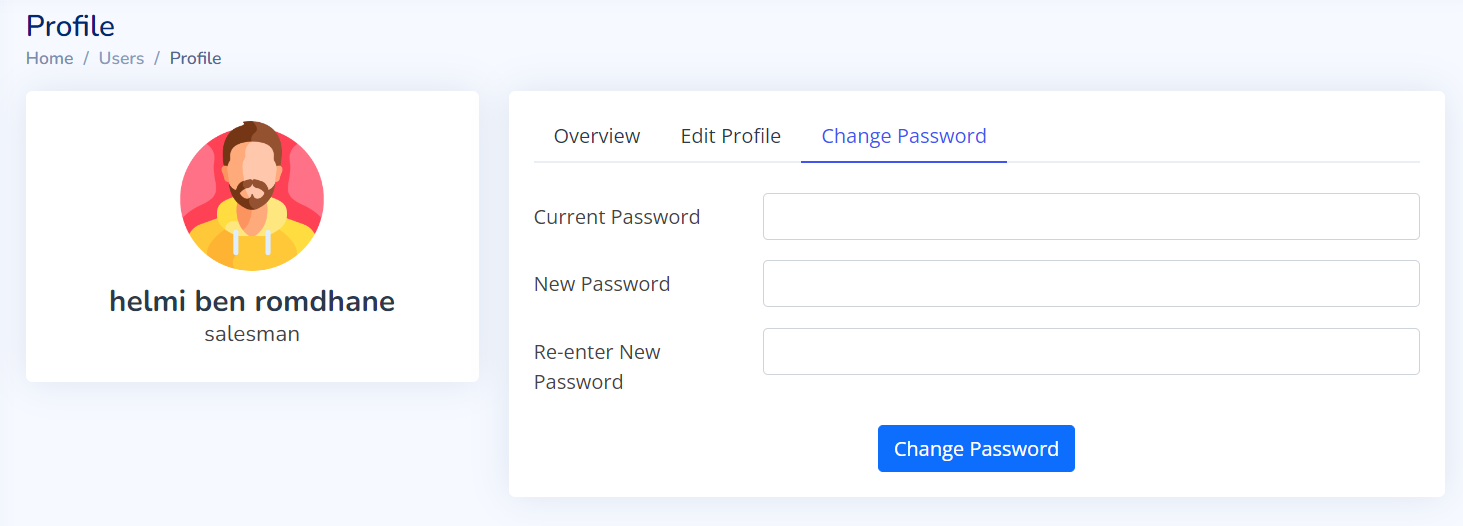 Profile
Home / Users / Profile
helmi ben romdhane
salesman
Overview Edit Profile Change Password
Current Password
New Password
Re-enter New
Password
Change Password